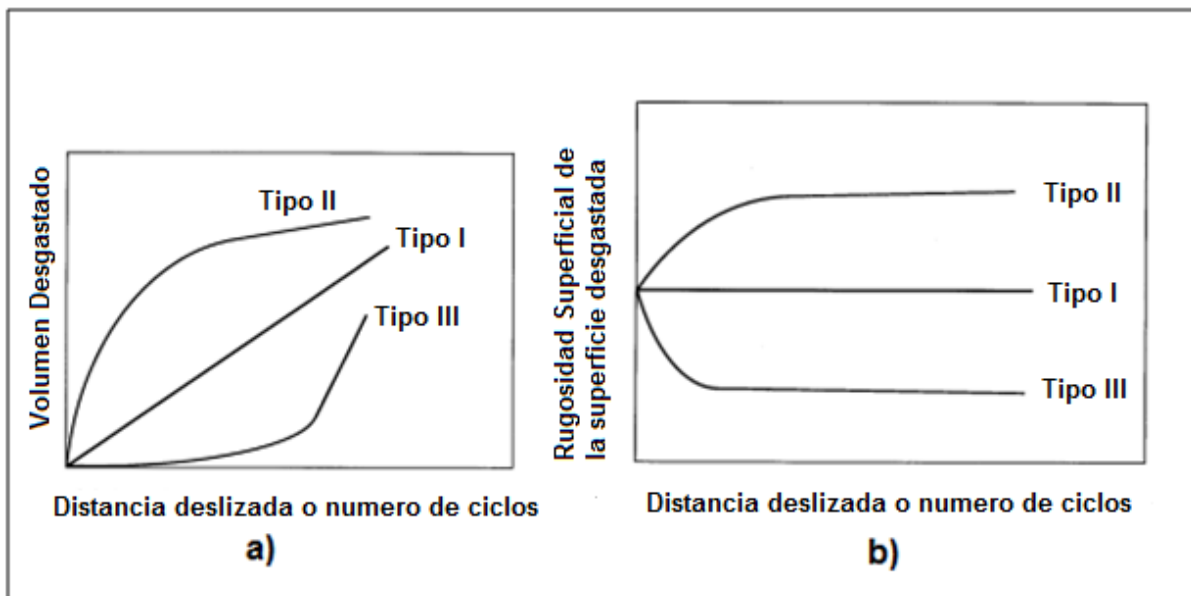 Volumen Desgastado
Tipo II
Tipo I
Tipo III
Distancia deslizada o numero de ciclos
a)
Rugosidad Superficial de
la superficie desgastada
Tipo II
Tipo I
Tipo III
Distancia deslizada o numero de ciclos
b)